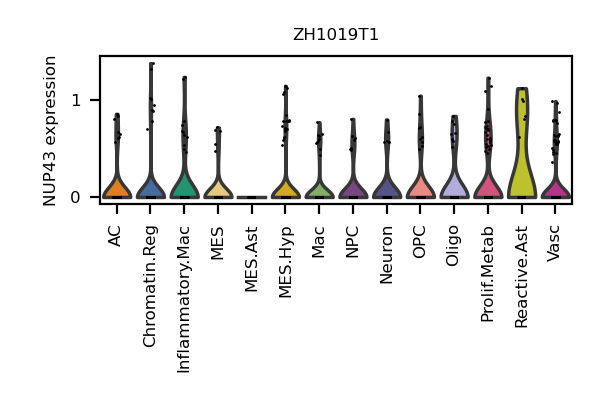 ZH1019T1
NUP43 expression
1
0
AC
Chromatin.Reg
Inflammatory.Mac
MES
MES.Ast
MES.Hyp
Mac
NPC
Neuron
OPC
Oligo
Prolif.Metab
Reactive.Ast
Vasc